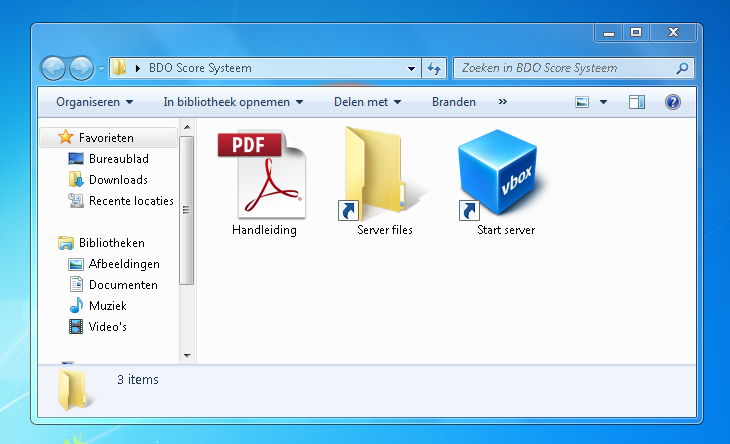 BDO Score Systeem
Zoeken in BDO Score Systeem
Organiseren
In bibliotheek opnemen
Delen met
Branden
»
?
Favorieten
Bureaublad
Downloads
Recente locaties
Bibliotheken
Afbeeldingen
Documenten
Muziek
Video's
PDF
Handleiding
Server files
vbox
Start server
3 items